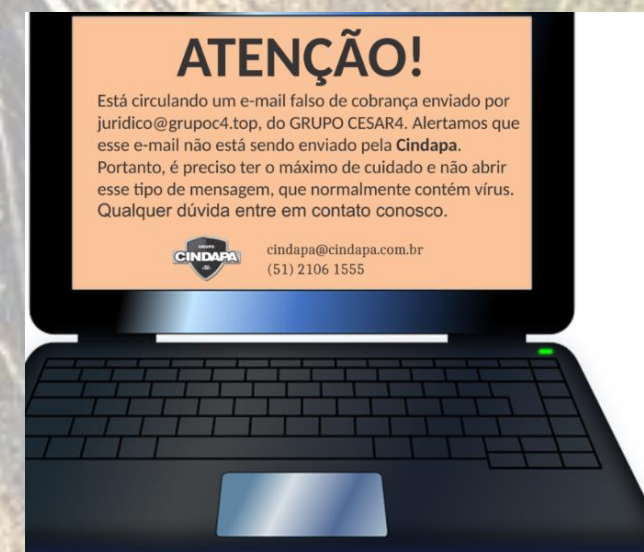 ATENÇÃO!
Está circulando um e-mail falso de cobrança enviado por
juridico@grupoc4.top, do GRUPO CESAR4. Alertamos que
esse e-mail não está sendo enviado pela Cindapa.
Portanto, é preciso ter o máximo de cuidado e não abrir
esse tipo de mensagem, que normalmente contém vírus.
Qualquer dúvida entre em contato conosco.
GRUPO
CINDAPA
cindapa@cindapa.com.br
(51) 2106 1555